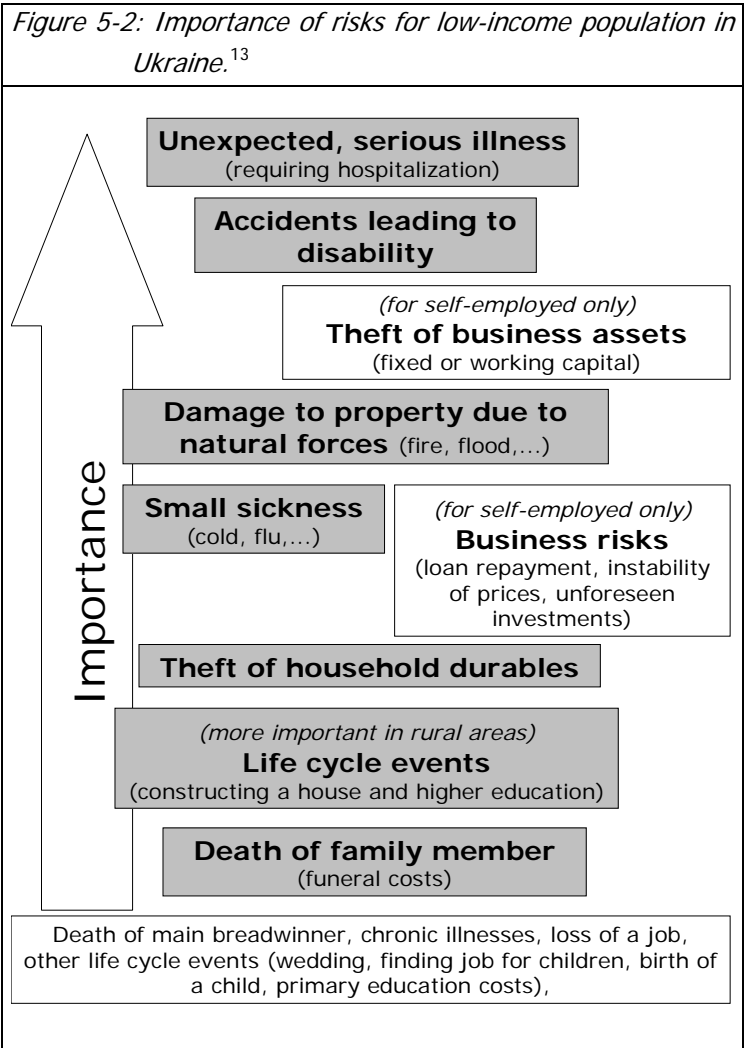 Figure 5-2: Importance of risks for low-income population in
Ukraine.13
Unexpected, serious illness
(requiring hospitalization)
Accidents leading to
disability
(for self-employed only)
Theft of business assets
(fixed or working capital)
Damage to property due to
natural forces (fire, flood,...)
Small sickness
(cold, flu,...)
(for self-employed only)
Business risks
(loan repayment, instability
of prices, unforeseen
investments)
Importance
Theft of household durables
(more important in rural areas)
Life cycle events
(constructing a house and higher education)
Death of family member
(funeral costs)
Death of main breadwinner, chronic illnesses, loss of a job,
other life cycle events (wedding, finding job for children, birth of
a child, primary education costs),